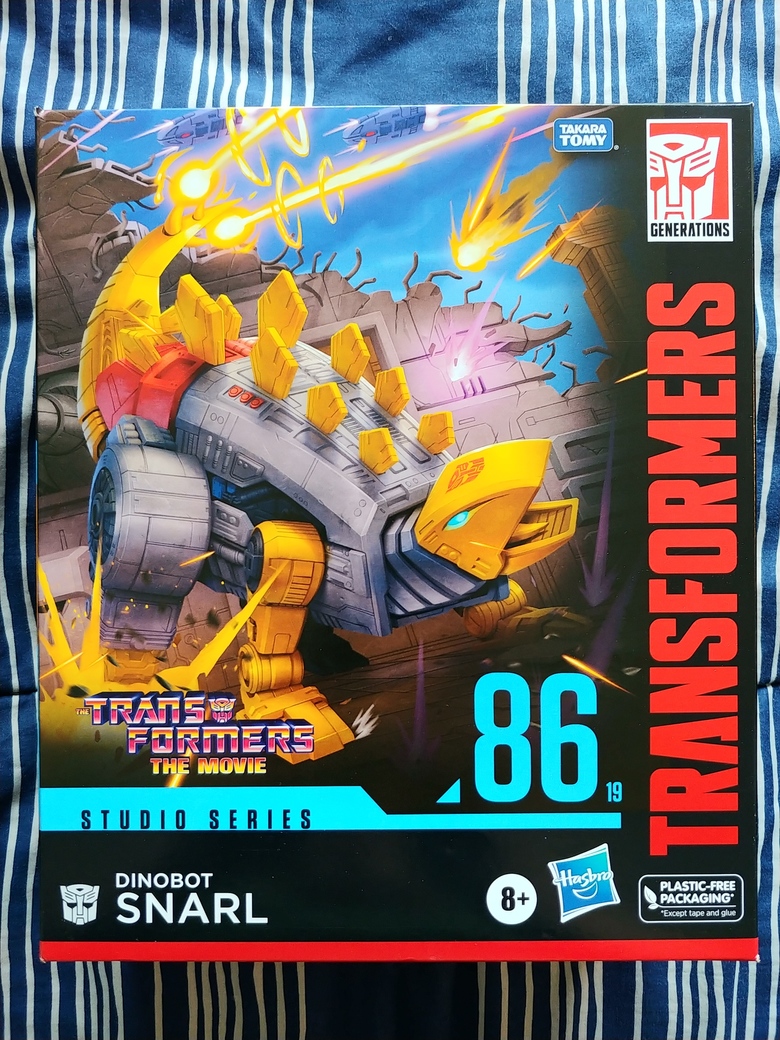 TAKARA
TOMY
GENERATIONS
TRANSFORMERS
THE TRANS
FORMERS
THE MOVIE
86
19
STUDIO SERIES
DINOBOT
SNARL
8+
Hasbro
PLASTIC-FREE
PACKAGING*
*Except tape and glue